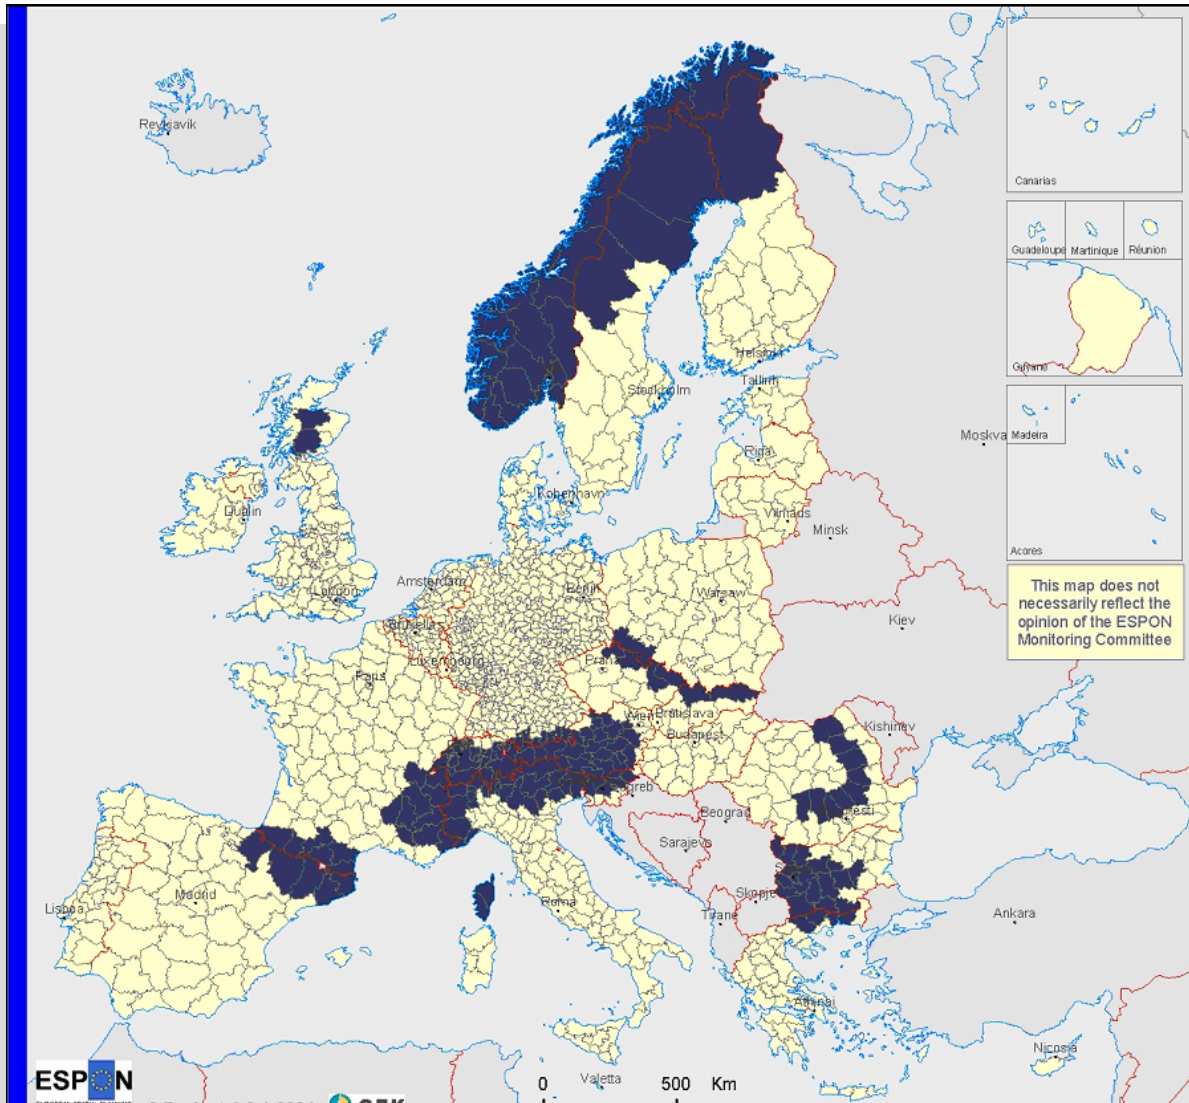 Reykjavik
Canarias
Guadeloupe
Martinique
Réunion
Guyane
Helsinki
Tallinn
Stockholm
Moskva
Madeira
Riga
København
Dublin
Vilnius
Minsk
Acores
Amsterdam
Berlin
London
Warsaw
This map does not
necessarily reflect the
opinion of the ESPON
Monitoring Committee
Kiev
Luxembourg
Praha
Paris
Wien
Bratislava
Kishinev
Budapest
Zagreb
Beograd
Sarajevo
Skopje
Madrid
Lisboa
Roma
Tirane
Ankara
Athinai
Nicosia
ESPON
Valetta
0 500 Km